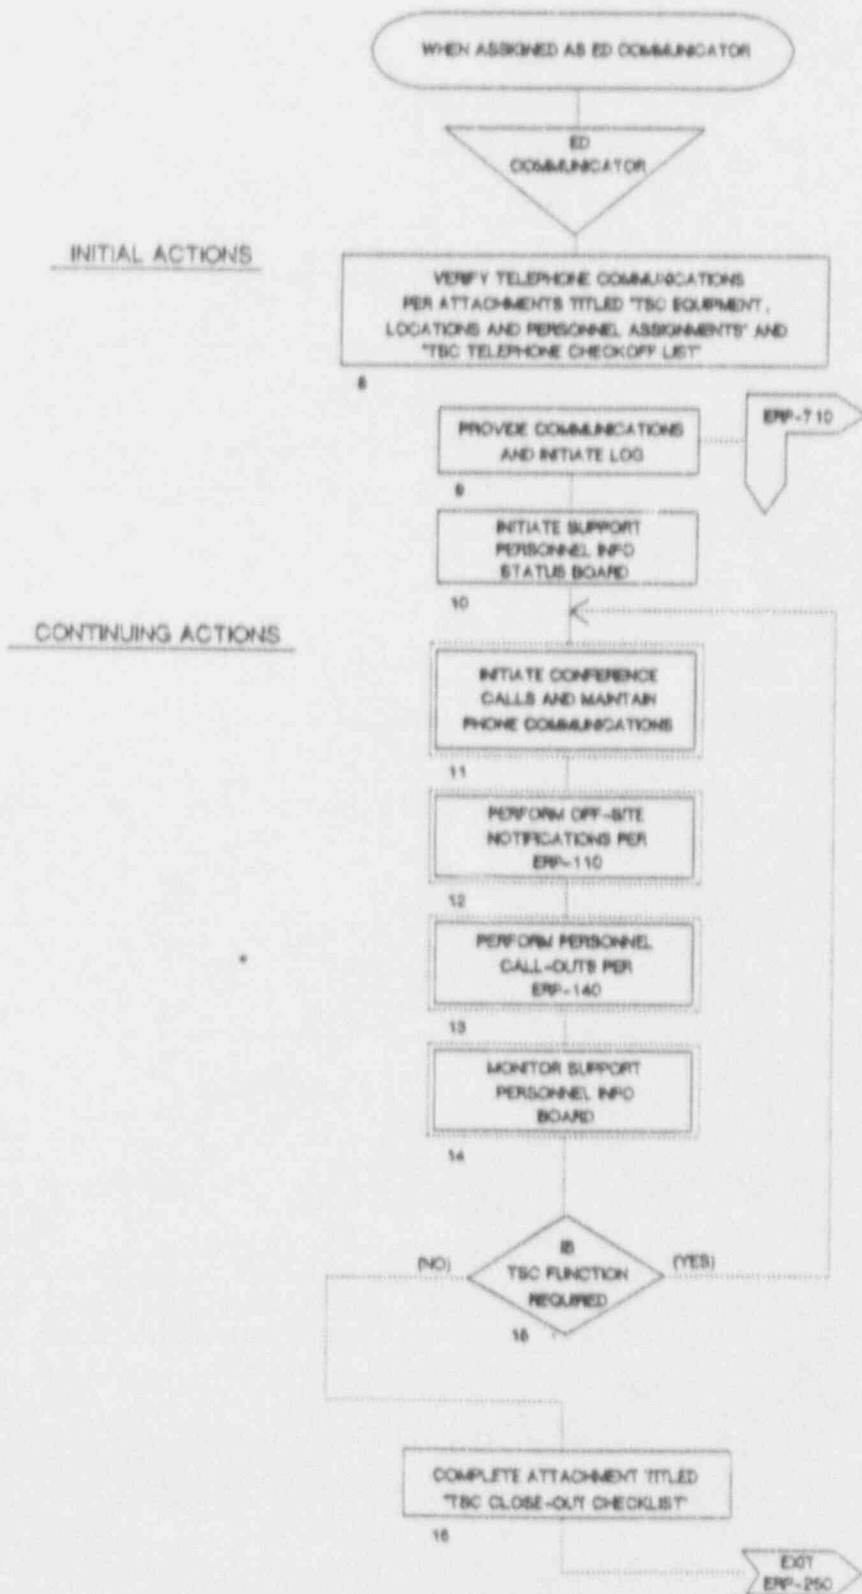 WHEN ASSIGNED AS ED COMMUNICATOR
ED
COMMUNICATOR
INITIAL ACTIONS
VERIFY TELEPHONE COMMUNICATIONS
PER ATTACHMENTS TITLED "TSC EQUIPMENT,
LOCATIONS AND PERSONNEL ASSIGNMENTS" AND
"TSC TELEPHONE CHECKOFF LIST"
8
PROVIDE COMMUNICATIONS
AND INITIATE LOG
ERP-710
9
INITIATE SUPPORT
PERSONNEL INFO
STATUS BOARD
10
CONTINUING ACTIONS
INITIATE CONFERENCE
CALLS AND MAINTAIN
PHONE COMMUNICATIONS
11
PERFORM OFF-SITE
NOTIFICATIONS PER
ERP-110
12
PERFORM PERSONNEL
CALL-OUTS PER
ERP-140
13
MONITOR SUPPORT
PERSONNEL INFO
BOARD
14
(NO)
IS
TSC FUNCTION
REQUIRED
(YES)
15
COMPLETE ATTACHMENT TITLED
"TSC CLOSE-OUT CHECKLIST"
16
EXIT
ERP-250